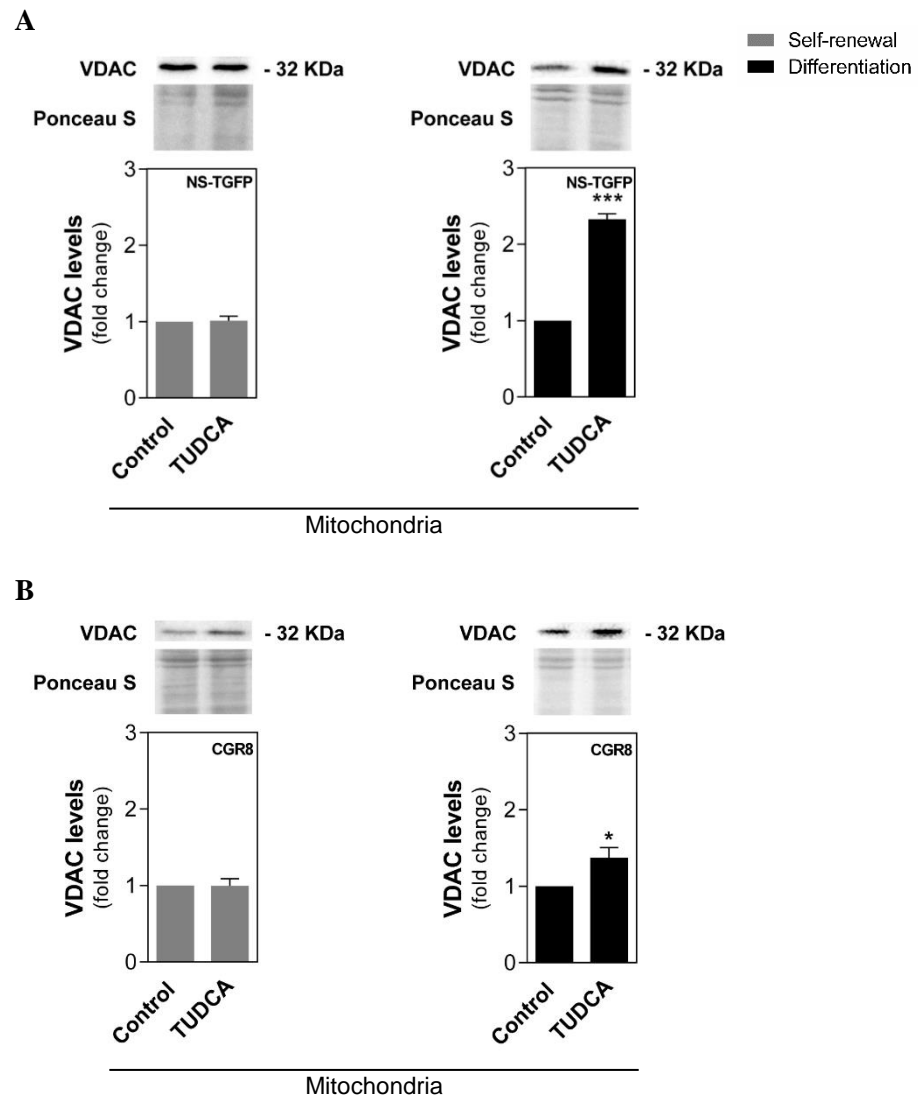 A
Self-renewal
Differentiation
VDAC - 32 KDa
Ponceau S
VDAC - 32 KDa
Ponceau S
3
2
1
0
VDAC levels
(fold change)
NS-TGFP
Control
TUDCA
3
2
1
0
VDAC levels
(fold change)
NS-TGFP
***
Control
TUDCA
Mitochondria
B
VDAC - 32 KDa
Ponceau S
VDAC - 32 KDa
Ponceau S
3
2
1
0
VDAC levels
(fold change)
CGR8
Control
TUDCA
3
2
1
0
VDAC levels
(fold change)
CGR8
*
Control
TUDCA
Mitochondria